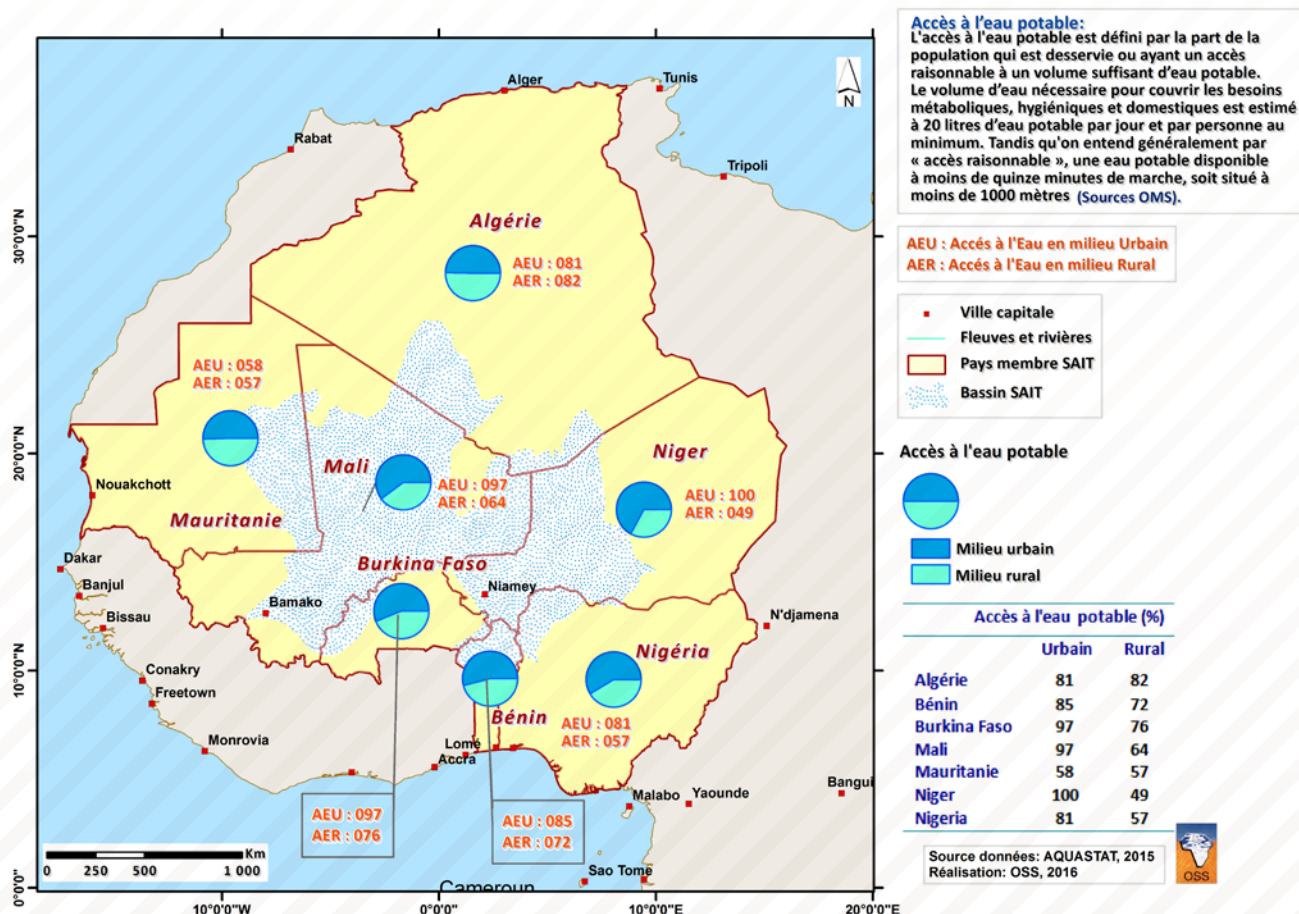 Accès à l'eau potable:
L'accès à l'eau potable est défini par la part de la
population qui est desservie ou ayant un accès
raisonnable à un volume suffisant d'eau potable.
Le volume d'eau nécessaire pour couvrir les besoins
métaboliques, hygiéniques et domestiques est estimé
à 20 litres d'eau potable par jour et par personne au
minimum. Tandis qu'on entend généralement par
« accès raisonnable », une eau potable disponible
à moins de quinze minutes de marche, soit situé à
moins de 1000 mètres (Sources OMS).
AEU : Accés à l'Eau en milieu Urbain
AER : Accés à l'Eau en milieu Rural
Ville capitale
Fleuves et rivières
Pays membre SAIT
Bassin SAIT
Accès à l'eau potable
Milieu urbain
Milieu rural
Accès à l'eau potable (%)
Urbain Rural
Algérie 81 82
Bénin 85 72
Burkina Faso 97 76
Mali 97 64
Mauritanie 58 57
Niger 100 49
Nigeria 81 57
Source données: AQUASTAT, 2015
Réalisation: OSS, 2016
OSS
N
Alger
Tunis
Rabat
Tripoli
Algérie
AEU : 081
AER : 082
AEU : 058
AER : 057
Mali
AEU : 097
AER : 064
Niger
AEU : 100
AER : 049
Nouakchott
Mauritanie
Burkina Faso
Dakar
Banjul
Bissau
Bamako
Niamey
N'djamena
Conakry
Freetown
Monrovia
Nigéria
Bénin
AEU : 081
AER : 057
Lomé
Accra
Malabo
Yaounde
Bangui
AEU : 097
AER : 076
AEU : 085
AER : 072
Sao Tome
Cameroun
Km
0 250 500 1 000
30°0'0"N
20°0'0"N
10°0'0"N
0°0'0"
10°0'0"W
0°0'0"
10°0'0"E
20°0'0"E